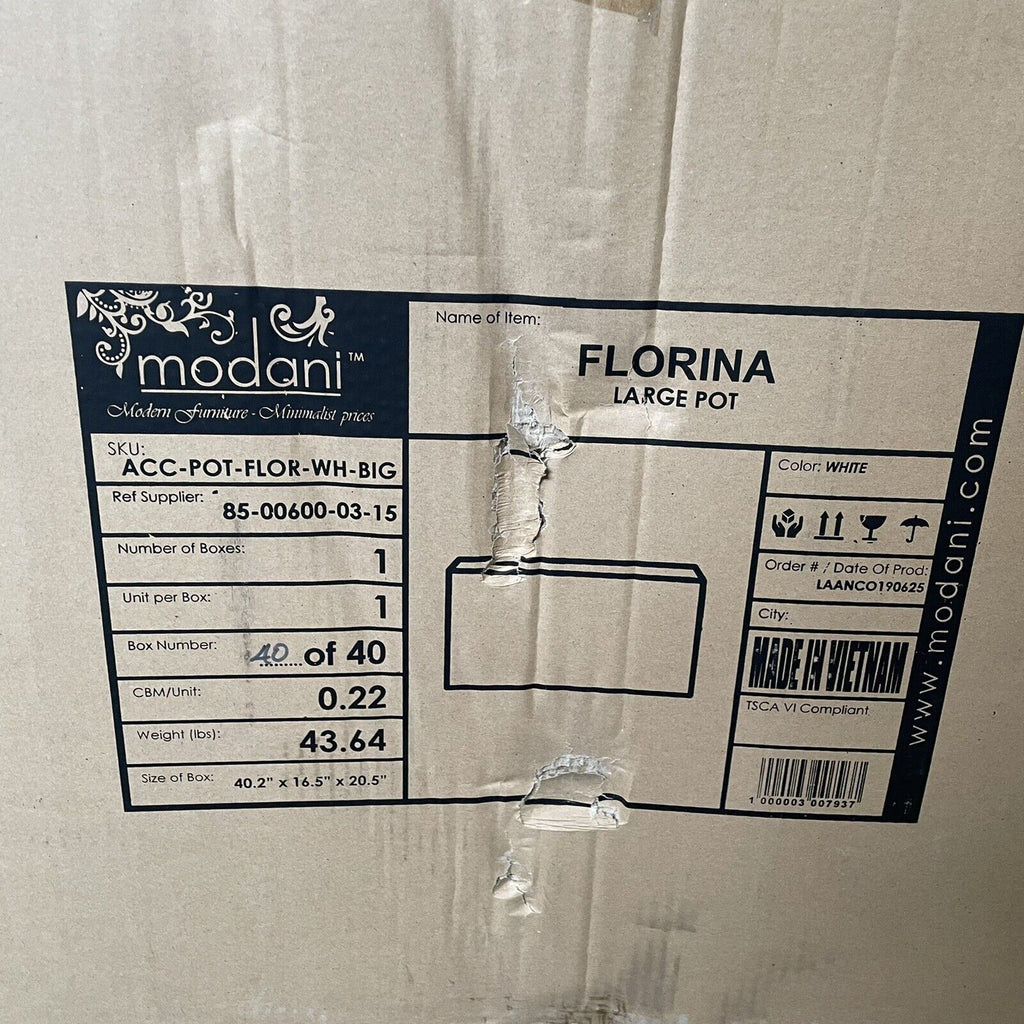 modani™
Modern Furniture - Minimalist prices
Name of Item:
FLORINA
LARGE POT
SKU:
ACC-POT-FLOR-WH-BIG
Ref Supplier:
85-00600-03-15
Number of Boxes:
1
Unit per Box:
1
Box Number:
40 of 40
CBM/Unit:
0.22
Weight (lbs):
43.64
Size of Box:
40.2" x 16.5" x 20.5"
Color: WHITE
Order # / Date Of Prod:
LAANCO190625
City:
MADE IN VIETNAM
TSCA VI Compliant
1 000003 007937
www.modani.com